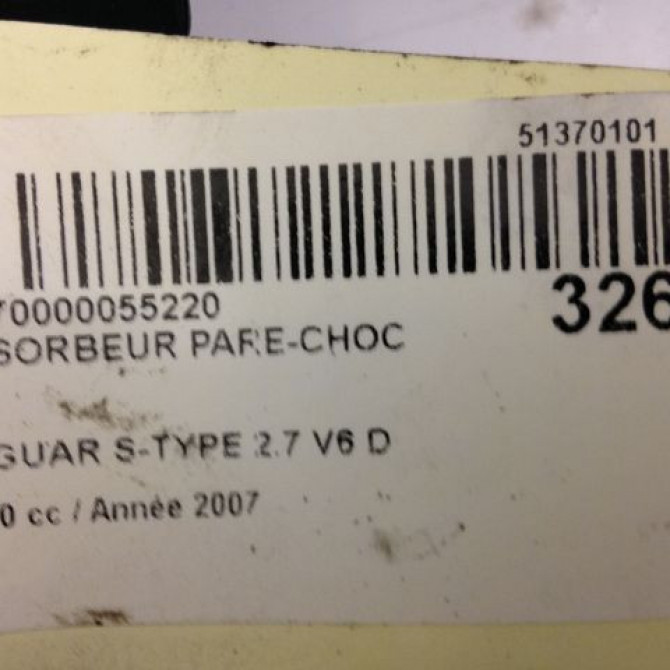 51370101
70000055220
326
SORBEUR PARE-CHOC
GUAR S-TYPE 2.7 V6 D
0 cc / Année 2007